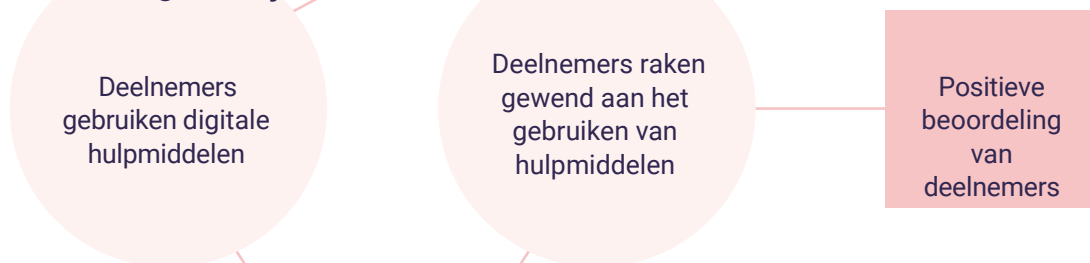 Deelnemers
gebruiken digitale
hulpmiddelen
Deelnemers raken
gewend aan het
gebruiken van
hulpmiddelen
Positieve
beoordeling
van
deelnemers